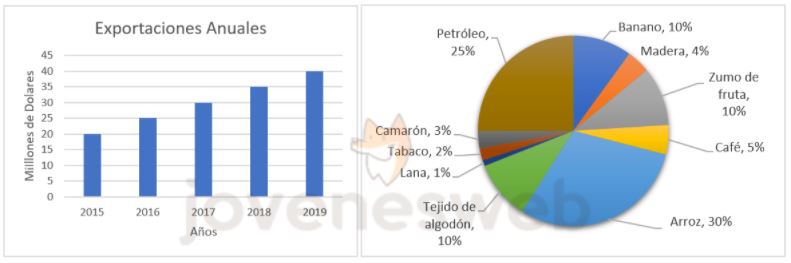 Exportaciones Anuales
Miilllones de Dolares
45
40
35
30
25
20
15
10
5
0
2015 2016 2017 2018 2019
Años
Petróleo,
25%
Banano, 10%
Madera, 4%
Zumo de
fruta,
10%
Café, 5%
Arroz, 30%
Tejido de
algodón,
10%
Lana, 1%
Tabaco, 2%
Camarón, 3%
jovenesweb